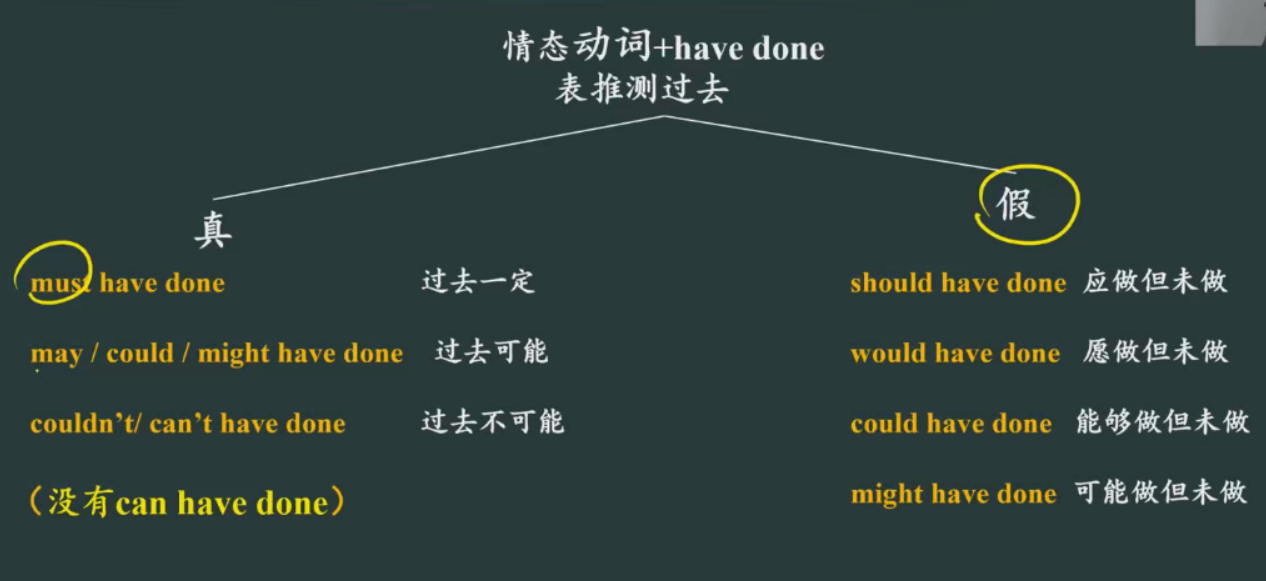 情态动词+have done
表推测过去
真
假
must have done 过去一定
should have done 应做但未做
may / could / might have done 过去可能
would have done 愿做但未做
couldn't/ can't have done 过去不可能
could have done 能够做但未做
（没有can have done）
might have done 可能做但未做